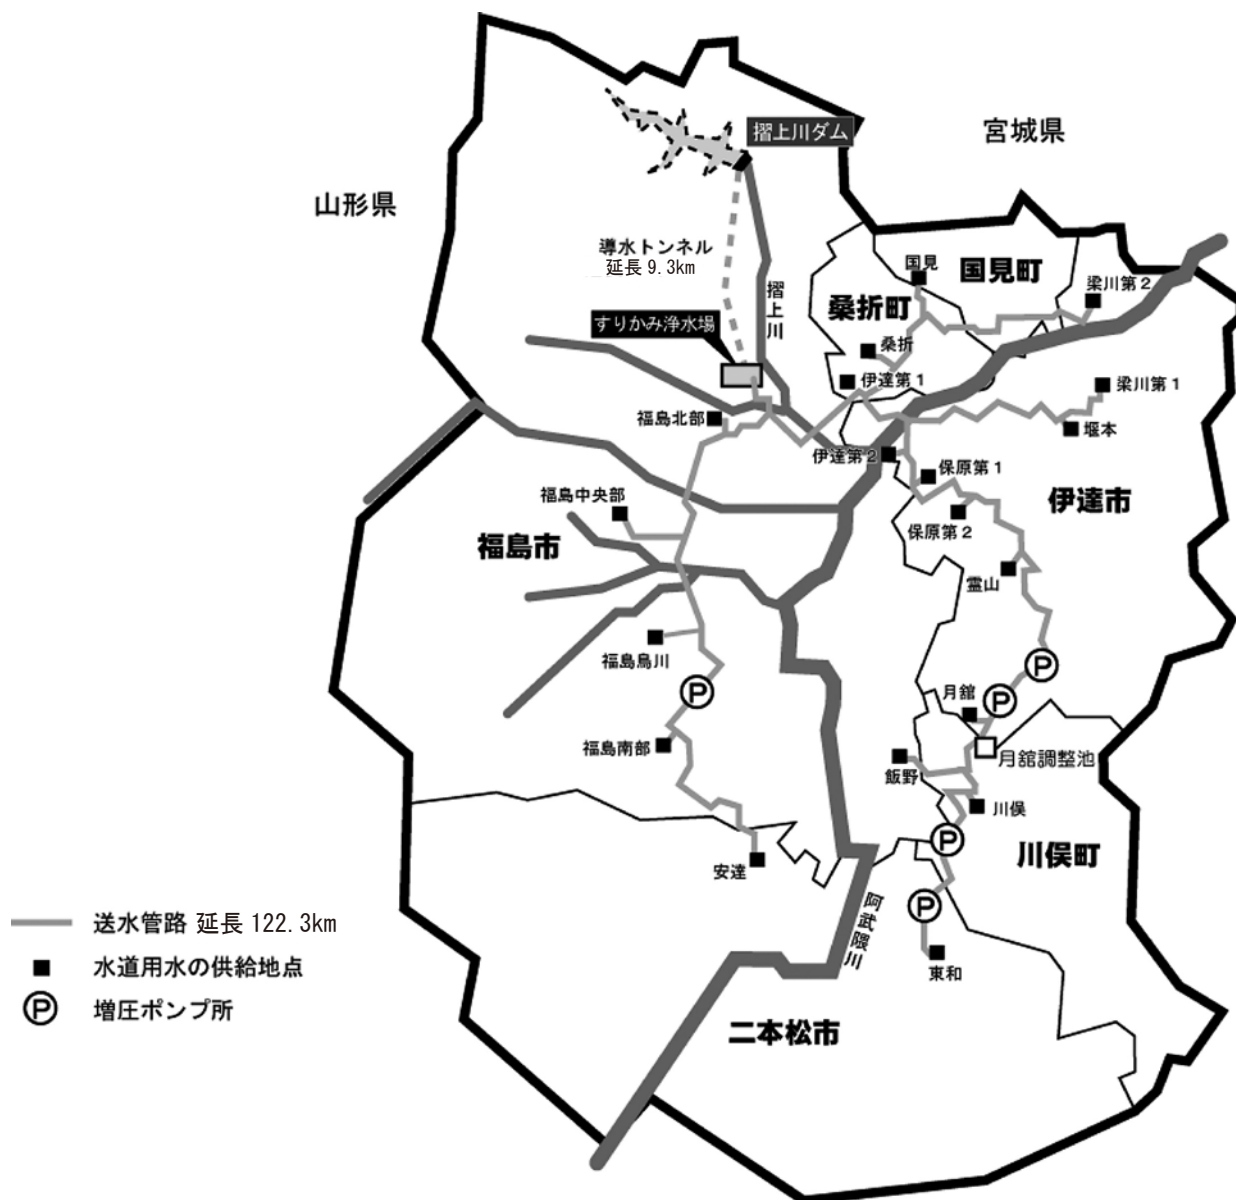 摺上川ダム
宮城県
山形県
導水トンネル
延長 9.3km
摺上川
国見
国見町
梁川第2
桑折町
すりかみ浄水場
桑折
伊達第1
梁川第1
福島北部
堰本
伊達第2
保原第1
福島中央部
伊達市
保原第2
福島市
霊山
福島鳥川
P
P
P
月舘
福島南部
月舘調整池
飯野
川俣
P
川俣町
安達
P
阿武隈川
送水管路 延長 122.3km
水道用水の供給地点
東和
P 増圧ポンプ所
二本松市